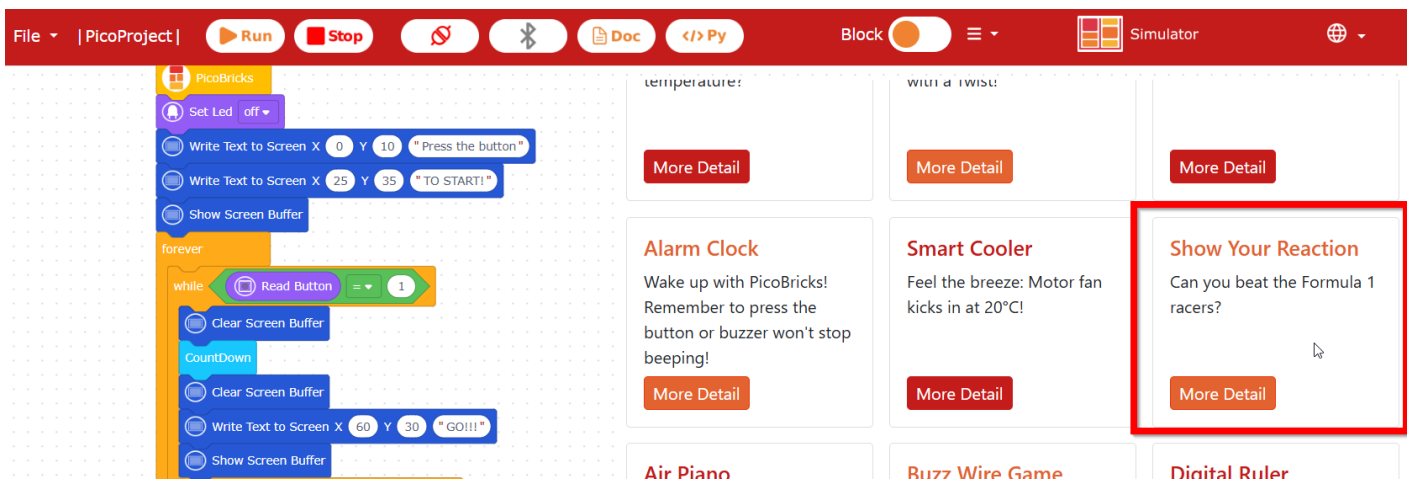 File |PicoProject| Run Stop Doc </> Py Block Simulator
PicoBricks
Set Led off
Write Text to Screen X 0 Y 10 "Press the button"
Write Text to Screen X 25 Y 35 "TO START!"
Show Screen Buffer
forever
while Read Button = 1
Clear Screen Buffer
CountDown
Clear Screen Buffer
Write Text to Screen X 60 Y 30 "GO!!!"
Show Screen Buffer
temperature?
More Detail
with a Twist!
More Detail
More Detail
Alarm Clock
Wake up with PicoBricks!
Remember to press the
button or buzzer won't stop
beeping!
More Detail
Smart Cooler
Feel the breeze: Motor fan
kicks in at 20°C!
More Detail
Show Your Reaction
Can you beat the Formula 1
racers?
More Detail
Air Piano
Buzz Wire Game
Digital Ruler